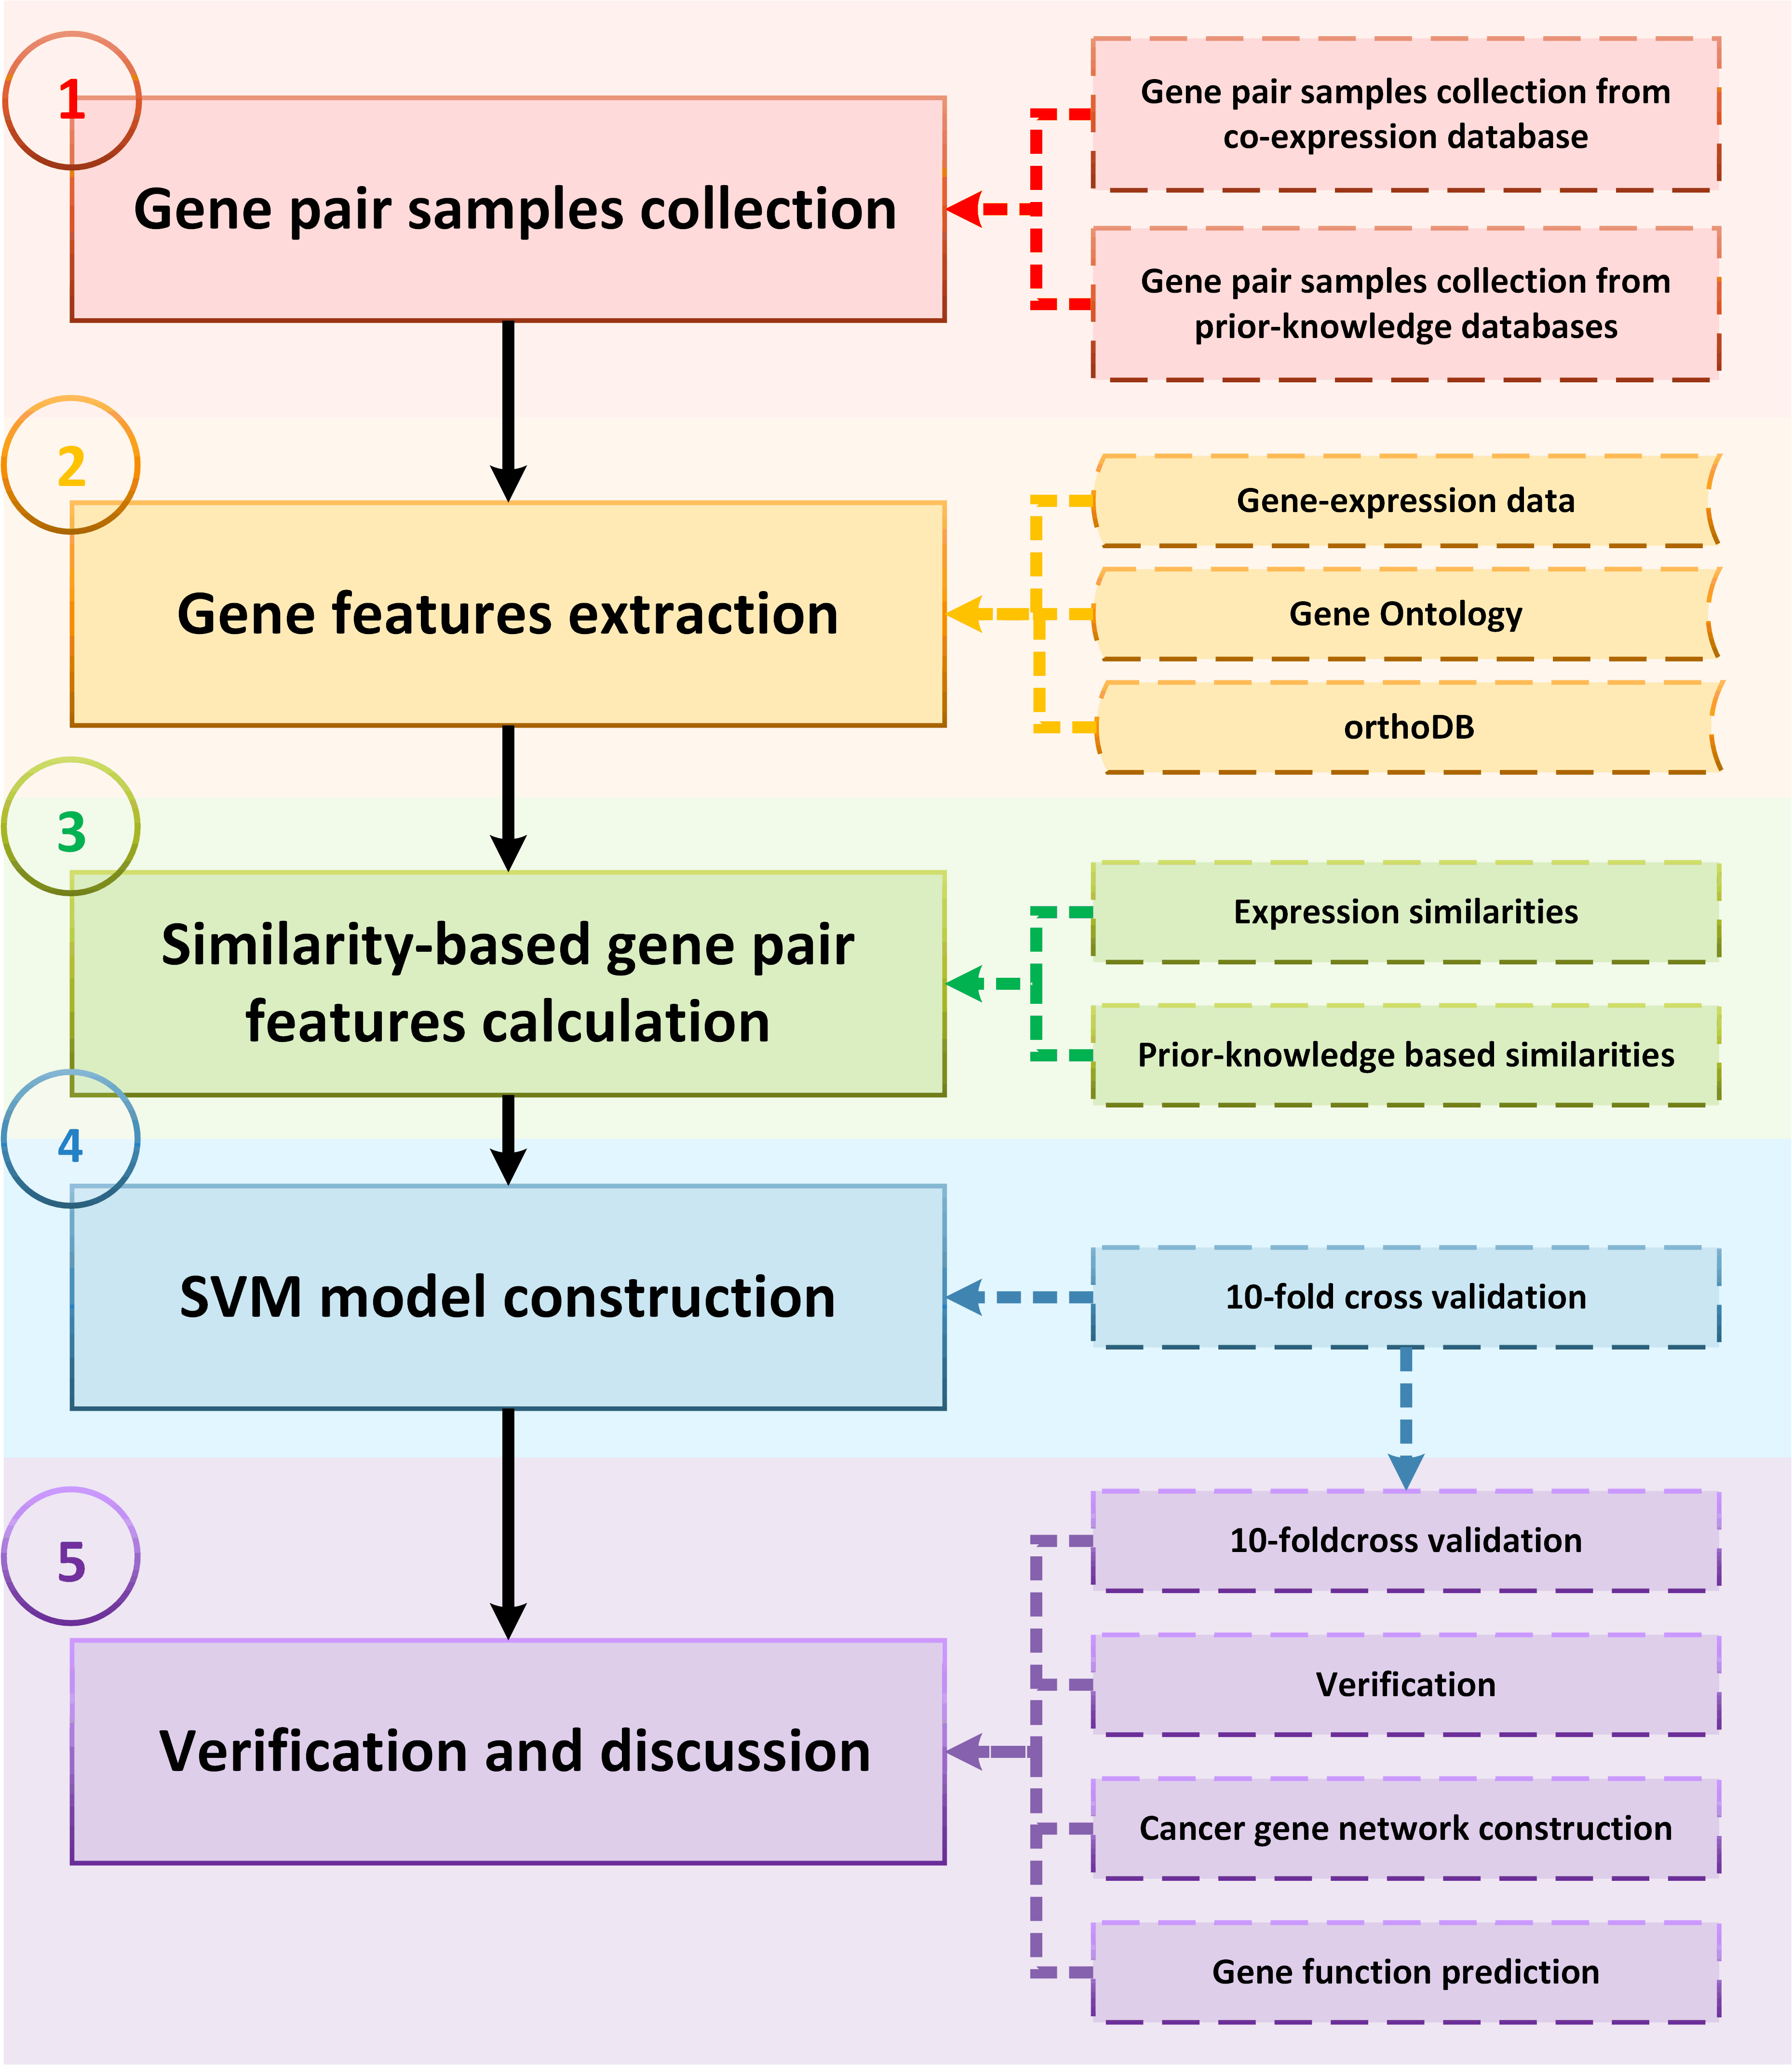 1
Gene pair samples collection
Gene pair samples collection from
co-expression database
Gene pair samples collection from
prior-knowledge databases
2
Gene features extraction
Gene-expression data
Gene Ontology
orthoDB
3
Similarity-based gene pair
features calculation
Expression similarities
Prior-knowledge based similarities
4
SVM model construction
10-fold cross validation
5
Verification and discussion
10-foldcross validation
Verification
Cancer gene network construction
Gene function prediction